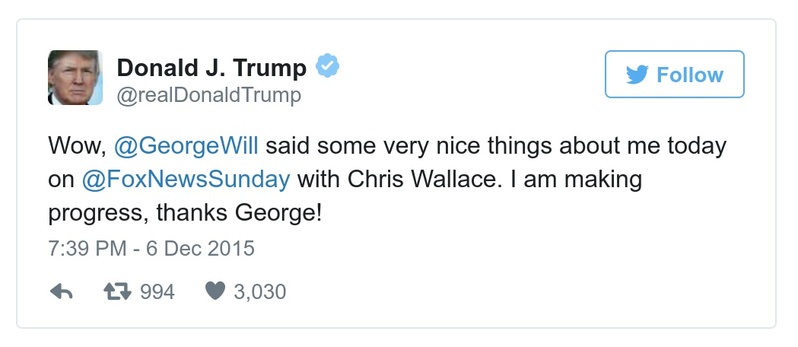 Donald J. Trump
@realDonaldTrump
Follow
Wow, @GeorgeWill said some very nice things about me today
on @FoxNewsSunday with Chris Wallace. I am making
progress, thanks George!
7:39 PM - 6 Dec 2015
994 3,030